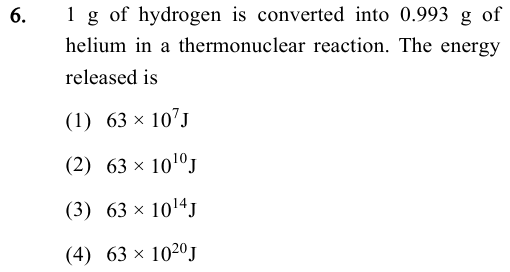 6. 1 g of hydrogen is converted into 0.993 g of
helium in a thermonuclear reaction. The energy
released is
(1) 63 × 10⁷J
(2) 63 × 10¹⁰J
(3) 63 × 10¹⁴J
(4) 63 × 10²⁰J